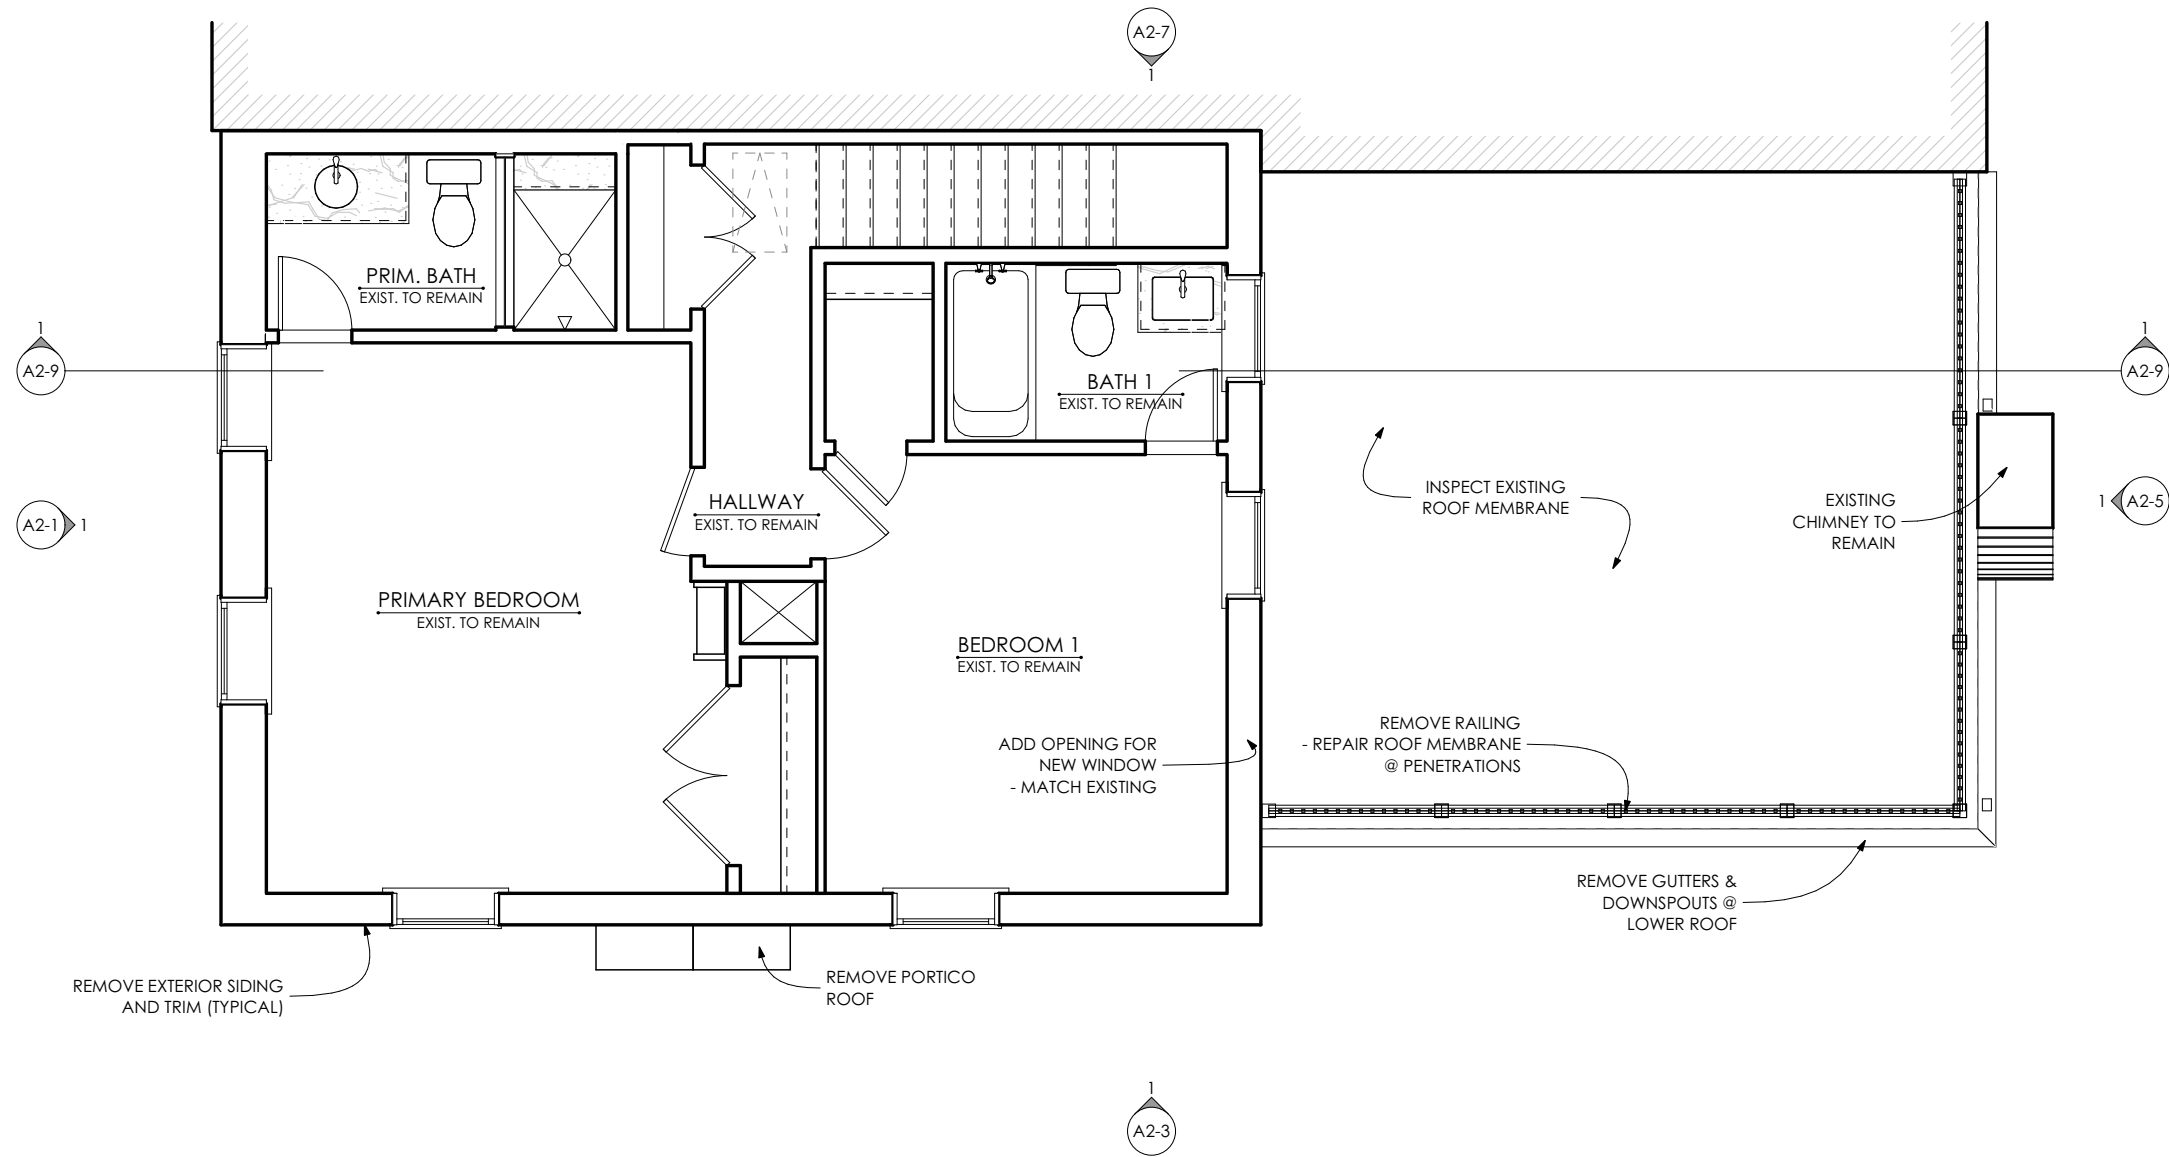 A2-7
1
PRIM. BATH
EXIST. TO REMAIN
1
A2-9
1
A2-9
BATH 1
EXIST. TO REMAIN
HALLWAY
EXIST. TO REMAIN
INSPECT EXISTING
ROOF MEMBRANE
EXISTING
CHIMNEY TO
REMAIN
A2-1
1
1
A2-5
PRIMARY BEDROOM
EXIST. TO REMAIN
BEDROOM 1
EXIST. TO REMAIN
ADD OPENING FOR
NEW WINDOW
- MATCH EXISTING
REMOVE RAILING
- REPAIR ROOF MEMBRANE
@ PENETRATIONS
REMOVE GUTTERS &
DOWNSPOUTS @
LOWER ROOF
REMOVE EXTERIOR SIDING
AND TRIM (TYPICAL)
REMOVE PORTICO
ROOF
1
A2-3